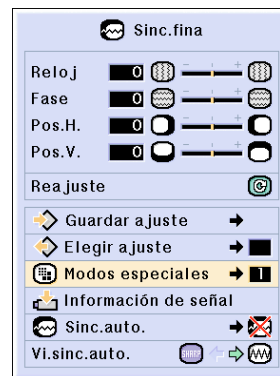 Sinc.fina
Reloj 0 - +
Fase 0 - +
Pos.H. 0 - +
Pos.V. 0 - +
Reajuste
Guardar ajuste
Elegir ajuste
Modos especiales 1
Información de señal
Sinc.auto.
Vi.sinc.auto. SHARP